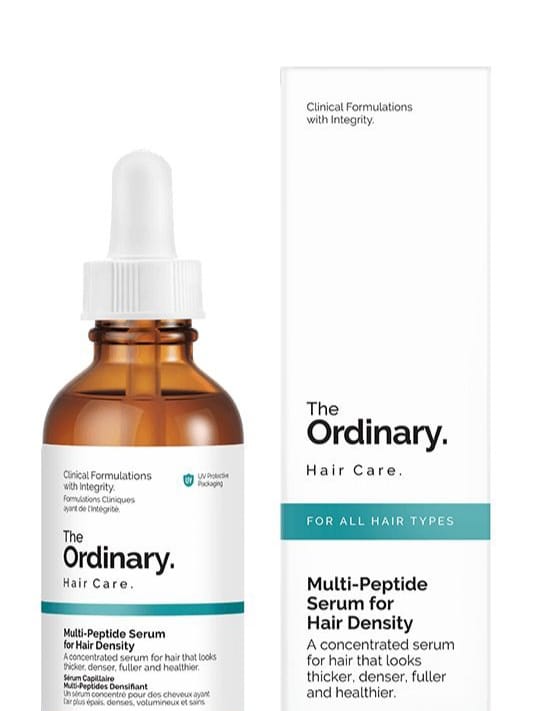 Clinical Formulations
with Integrity.
Formulations Cliniques
ayant de l'intégrité.
UV
UV Protective
Packaging
The
Ordinary.
Hair Care.
Multi-Peptide Serum
for Hair Density
A concentrated serum for hair that looks
thicker, denser, fuller and healthier.
Sérum Capillaire
Multi-Peptides Densifiant
Un sérum concentré pour des cheveux ayant
l'air plus épais, denses, volumineux et sains.
Clinical Formulations
with Integrity.
The
Ordinary.
Hair Care.
FOR ALL HAIR TYPES
Multi-Peptide
Serum for
Hair Density
A concentrated serum
for hair that looks
thicker, denser, fuller
and healthier.